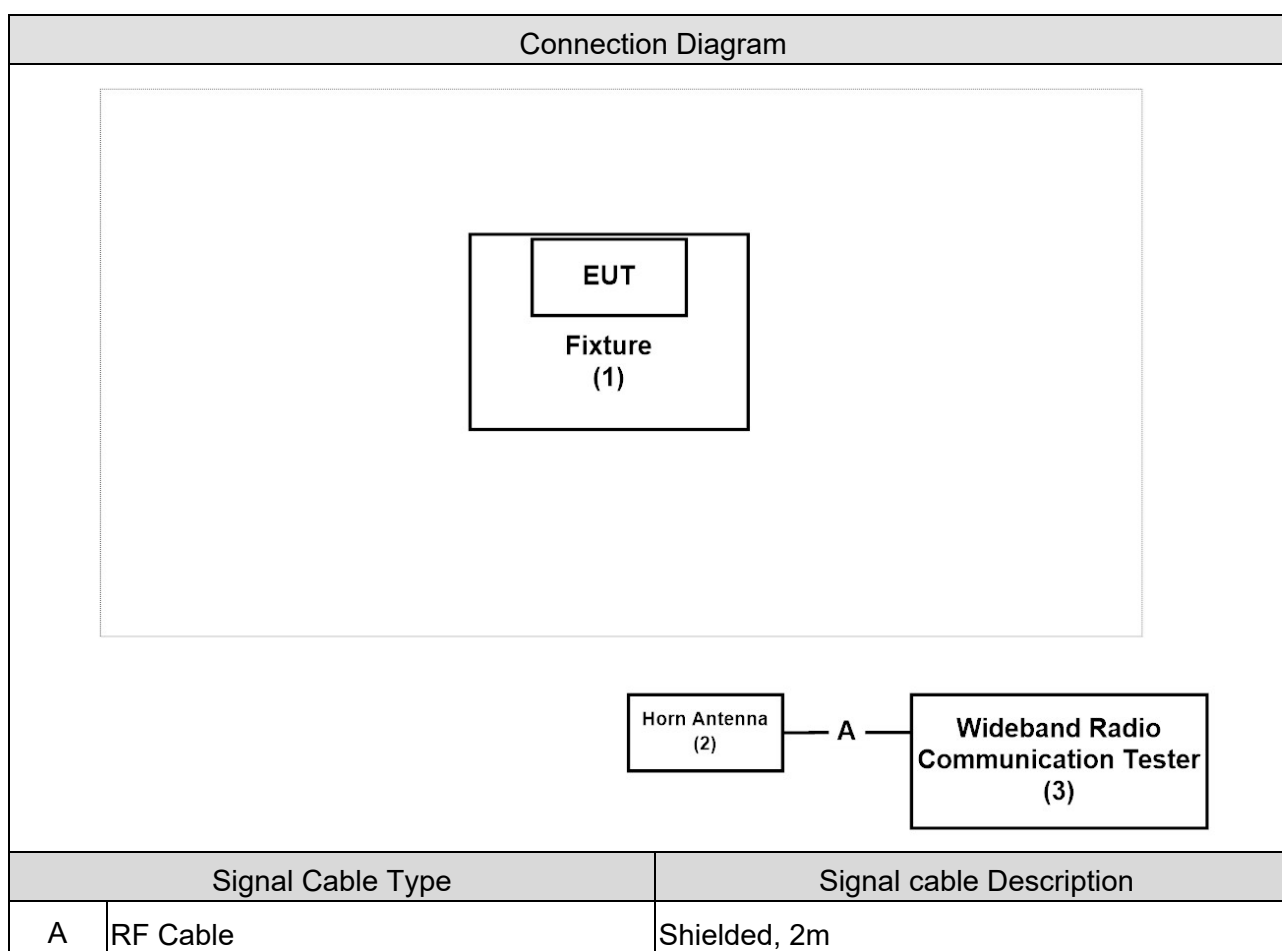 Connection Diagram
EUT
Fixture
(1)
Horn Antenna
(2)
A
Wideband Radio
Communication Tester
(3)
Signal Cable Type Signal cable Description
A RF Cable Shielded, 2m